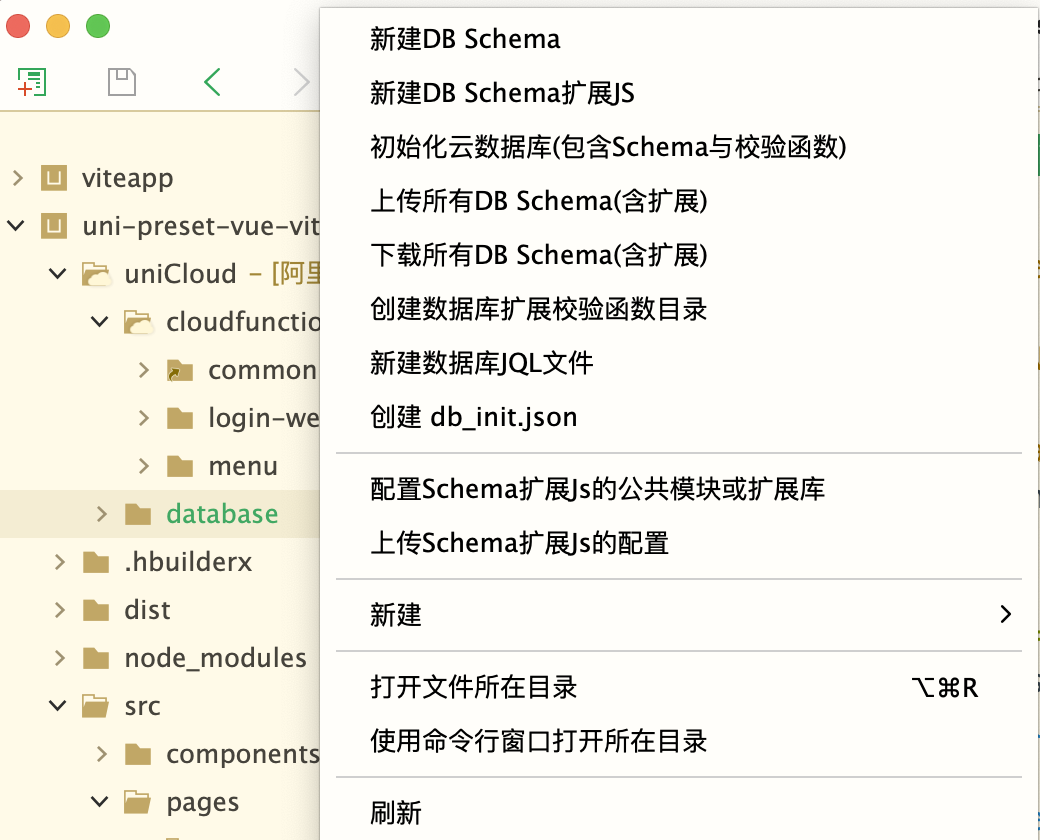 viteapp
uni-preset-vue-vit
uniCloud - [阿里
cloudfunctio
common
login-we
menu
database
.hbuilderx
dist
node_modules
src
components
pages
新建DB Schema
新建DB Schema扩展JS
初始化云数据库(包含Schema与校验函数)
上传所有DB Schema(含扩展)
下载所有DB Schema(含扩展)
创建数据库扩展校验函数目录
新建数据库JQL文件
创建 db_init.json
配置Schema扩展Js的公共模块或扩展库
上传Schema扩展Js的配置
新建
打开文件所在目录 ⌥⌘R
使用命令行窗口打开所在目录
刷新